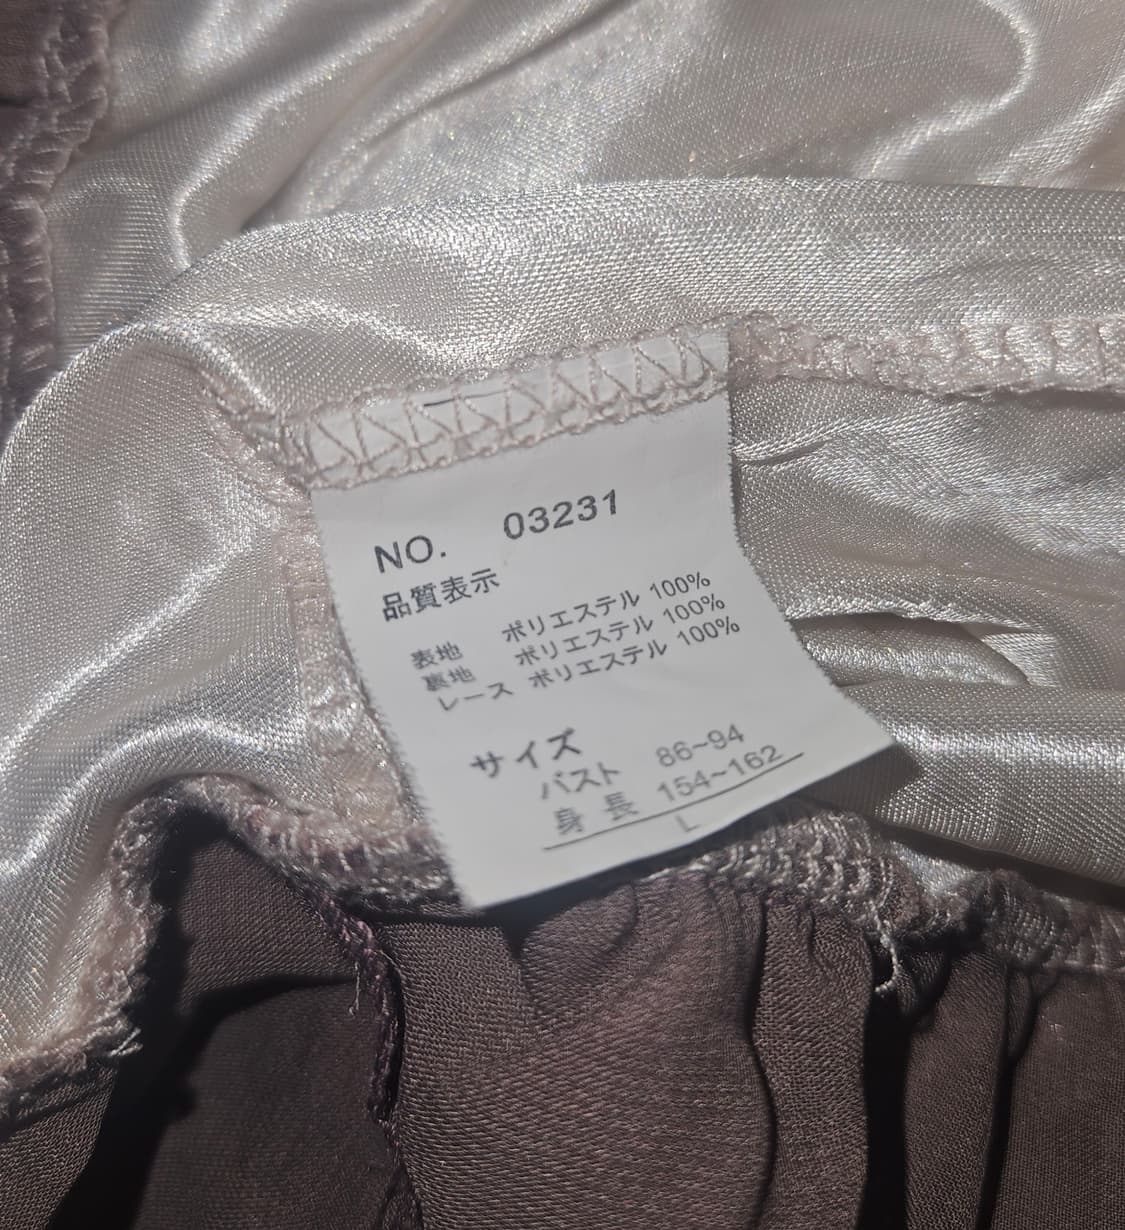 NO. 03231
品質表示
表地 ポリエステル 100%
裏地 ポリエステル 100%
レース ポリエステル 100%
サイズ
バスト 86~94
身長 154~162
L